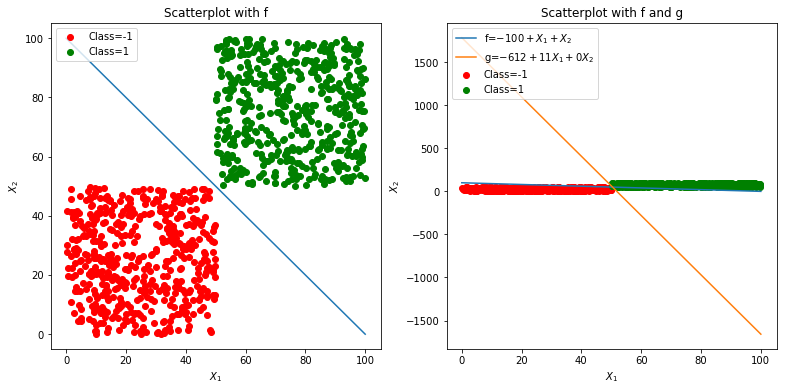 Scatterplot with f
Class=-1
Class=1
100
80
60
40
20
0
X₂
0 20 40 60 80 100
X₁
Scatterplot with f and g
f=−100 + X₁ + X₂
g=−612 + 11X₁ + 0X₂
Class=-1
Class=1
1500
1000
500
0
−500
−1000
−1500
X₂
0 20 40 60 80 100
X₁